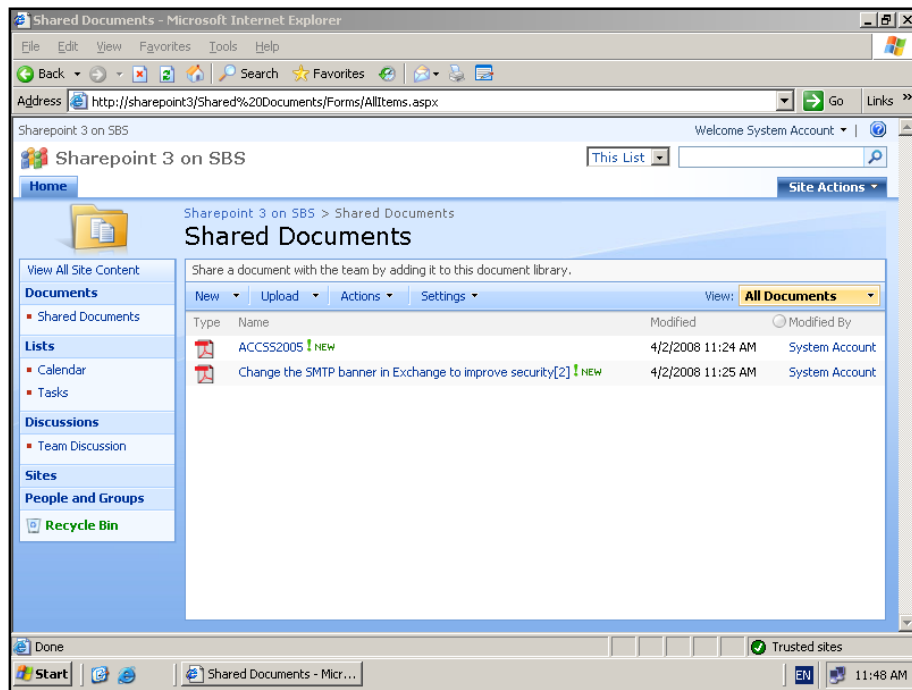 Shared Documents - Microsoft Internet Explorer
File Edit View Favorites Tools Help
Back Search Favorites
Address http://sharepoint3/Shared%20Documents/Forms/AllItems.aspx Go Links »
Sharepoint 3 on SBS Welcome System Account
Sharepoint 3 on SBS This List
Home Site Actions
Sharepoint 3 on SBS > Shared Documents
Shared Documents
View All Site Content
Documents
Shared Documents
Lists
Calendar
Tasks
Discussions
Team Discussion
Sites
People and Groups
Recycle Bin
Share a document with the team by adding it to this document library.
New Upload Actions Settings View: All Documents
Type Name Modified Modified By
ACCSS2005 ! NEW 4/2/2008 11:24 AM System Account
Change the SMTP banner in Exchange to improve security[2] ! NEW 4/2/2008 11:25 AM System Account
Done Trusted sites
Start Shared Documents - Micr... EN 11:48 AM